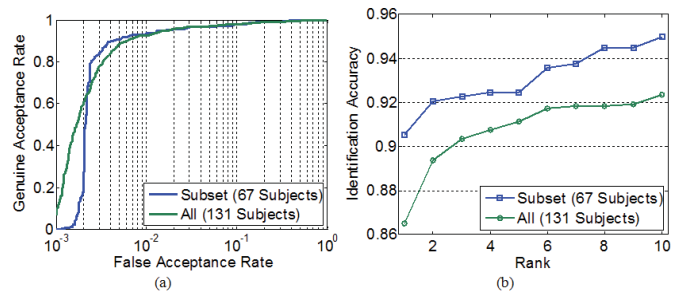 1
0.8
0.6
0.4
0.2
0
Genuine Acceptance Rate
Subset (67 Subjects)
All (131 Subjects)
10^-3
10^-2
10^-1
10^0
False Acceptance Rate
(a)
0.96
0.94
0.92
0.9
0.88
0.86
Identification Accuracy
Subset (67 Subjects)
All (131 Subjects)
2
4
6
8
10
Rank
(b)